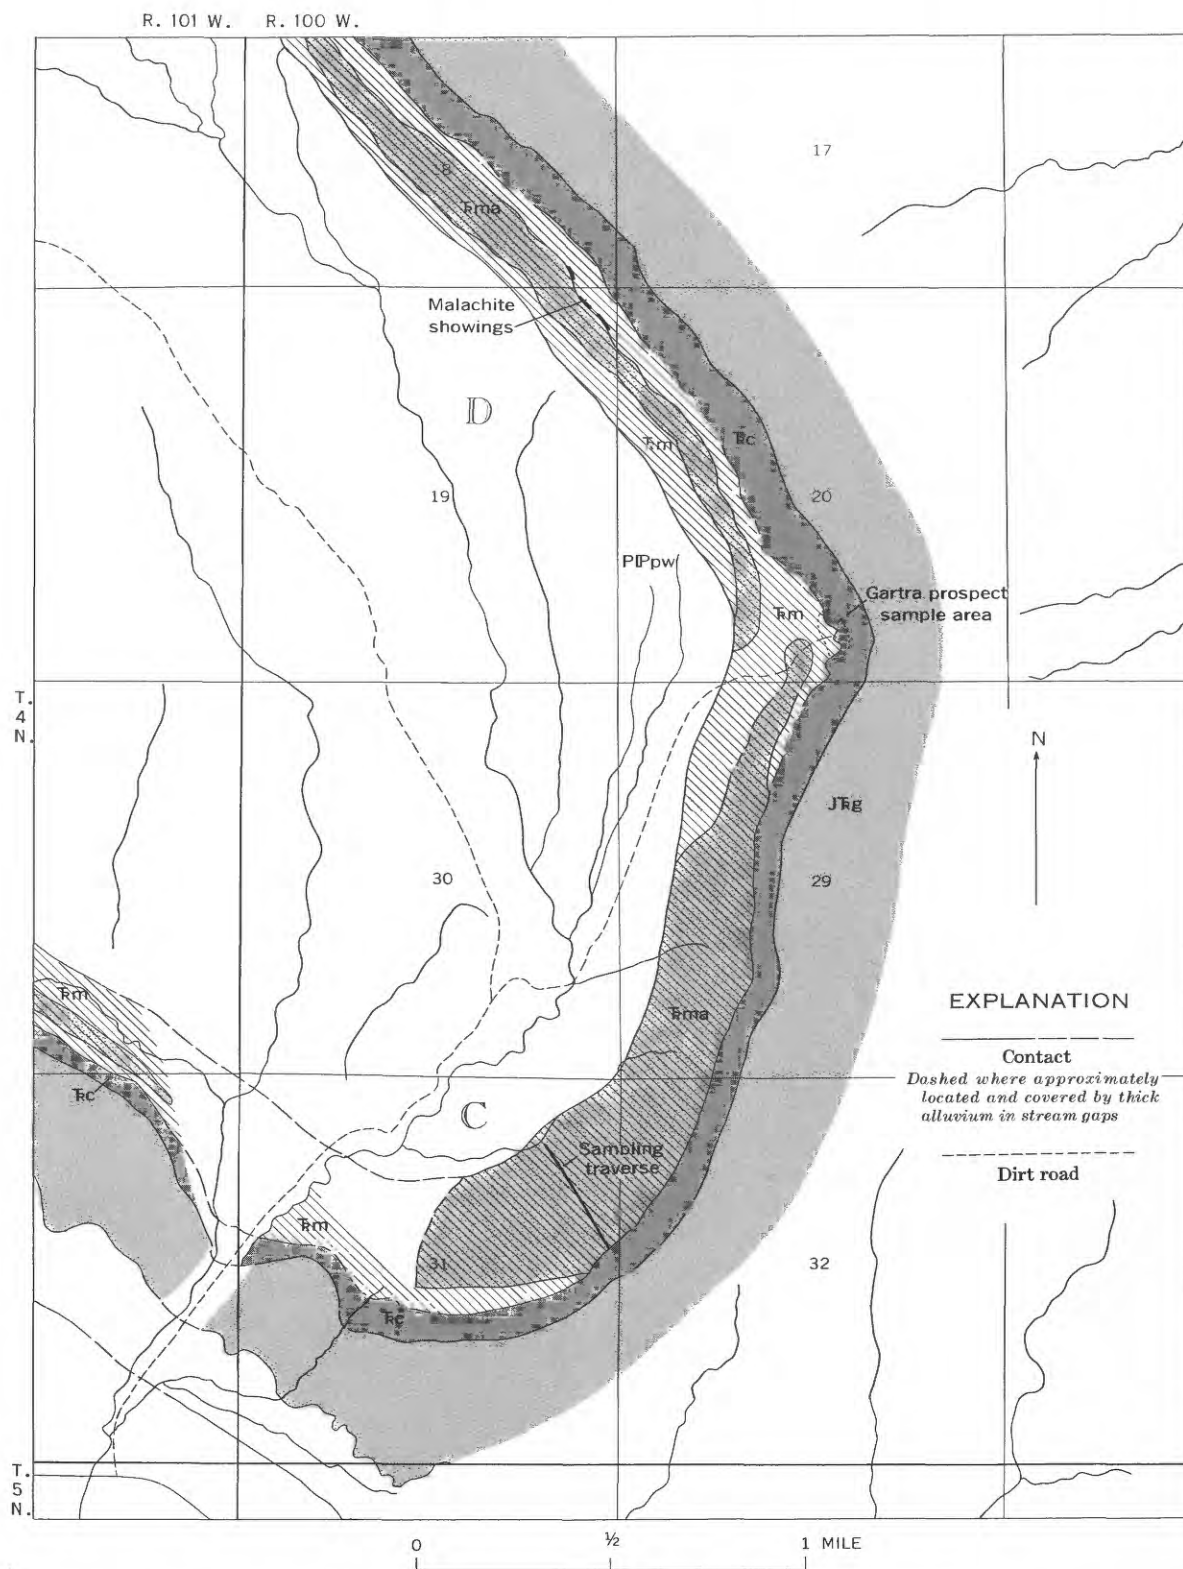 R. 101 W. R. 100 W.
17
8
Ꞧma
Malachite
showings
D
Ꞧm
Ꞧc
19
20
PIPpw
Gartra prospect
sample area
Ꞧm
T.
4
N.
N
JꞦg
30
29
Ꞧm
Ꞧma
EXPLANATION
Contact
Dashed where approximately
located and covered by thick
alluvium in stream gaps
Ꞧc
C
Sampling
traverse
Dirt road
Ꞧm
31
32
Ꞧc
T.
5
N.
0 ½ 1 MILE